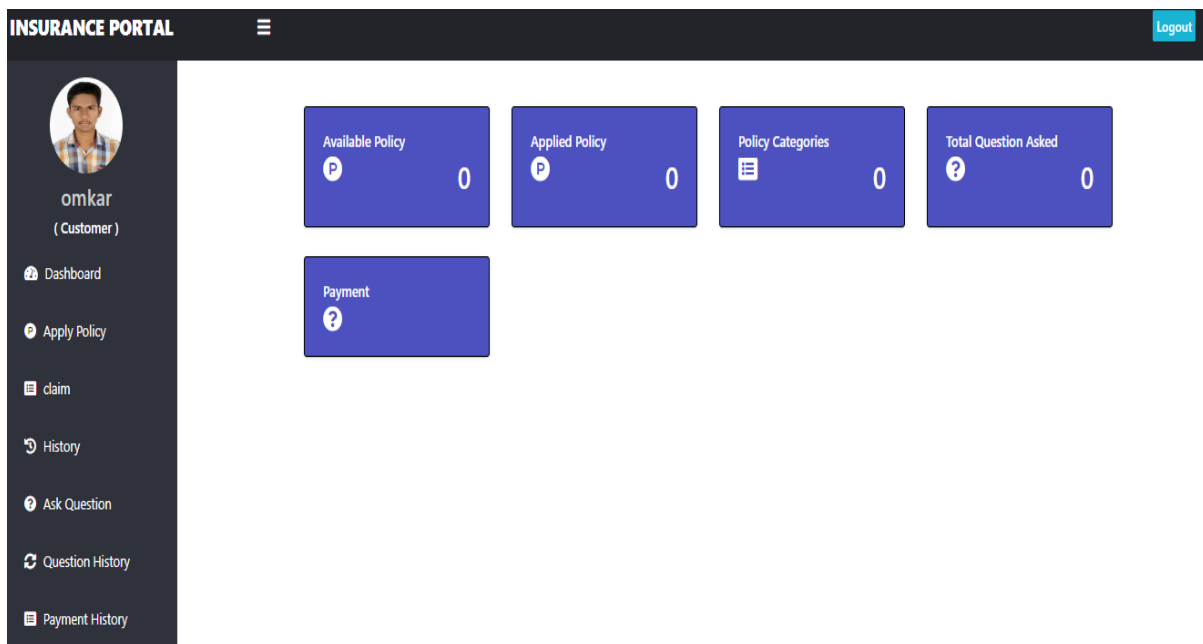 INSURANCE PORTAL
Logout
omkar
( Customer )
Dashboard
Apply Policy
claim
History
Ask Question
Question History
Payment History
Available Policy
0
Applied Policy
0
Policy Categories
0
Total Question Asked
0
Payment